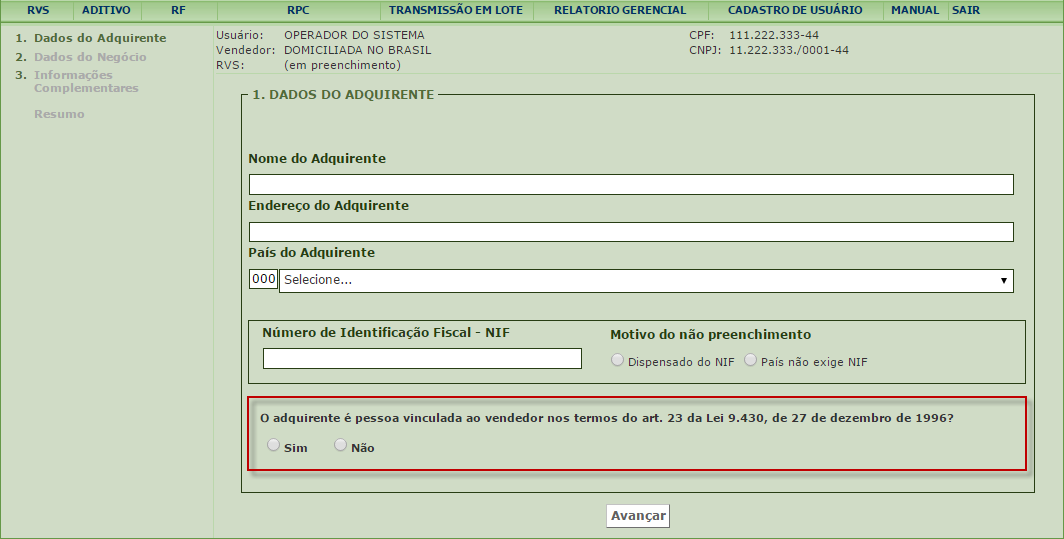 RVS ADITIVO RF RPC TRANSMISSÃO EM LOTE RELATORIO GERENCIAL CADASTRO DE USUÁRIO MANUAL SAIR
1. Dados do Adquirente
2. Dados do Negócio
3. Informações
Complementares
Resumo
Usuário: OPERADOR DO SISTEMA CPF: 111.222.333-44
Vendedor: DOMICILIADA NO BRASIL CNPJ: 11.222.333./0001-44
RVS: (em preenchimento)
1. DADOS DO ADQUIRENTE
Nome do Adquirente
Endereço do Adquirente
País do Adquirente
000 Selecione...
Número de Identificação Fiscal - NIF Motivo do não preenchimento
Dispensado do NIF País não exige NIF
O adquirente é pessoa vinculada ao vendedor nos termos do art. 23 da Lei 9.430, de 27 de dezembro de 1996?
Sim Não
Avançar